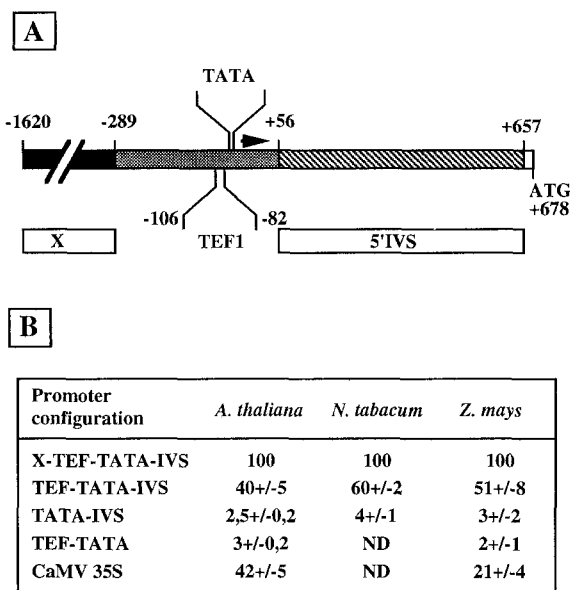 A
TATA
-1620 -289 +56 +657
ATG
+678
-106 -82
TEF1
X 5'IVS
B
Promoter
configuration A. thaliana N. tabacum Z. mays
X-TEF-TATA-IVS 100 100 100
TEF-TATA-IVS 40+/-5 60+/-2 51+/-8
TATA-IVS 2,5+/-0,2 4+/-1 3+/-2
TEF-TATA 3+/-0,2 ND 2+/-1
CaMV 35S 42+/-5 ND 21+/-4